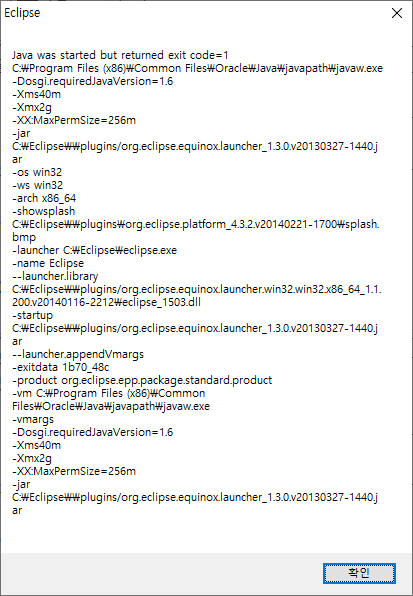 Eclipse
Java was started but returned exit code=1
C:₩Program Files (x86)₩Common Files₩Oracle₩Java₩javapath₩javaw.exe
-Dosgi.requiredJavaVersion=1.6
-Xms40m
-Xmx2g
-XX:MaxPermSize=256m
-jar
C:₩Eclipse₩₩plugins/org.eclipse.equinox.launcher_1.3.0.v20130327-1440.j
ar
-os win32
-ws win32
-arch x86_64
-showsplash
C:₩Eclipse₩₩plugins₩org.eclipse.platform_4.3.2.v20140221-1700₩splash.
bmp
-launcher C:₩Eclipse₩eclipse.exe
-name Eclipse
--launcher.library
C:₩Eclipse₩₩plugins/org.eclipse.equinox.launcher.win32.win32.x86_64_1.1.
200.v20140116-2212₩eclipse_1503.dll
-startup
C:₩Eclipse₩₩plugins/org.eclipse.equinox.launcher_1.3.0.v20130327-1440.j
ar
--launcher.appendVmargs
-exitdata 1b70_48c
-product org.eclipse.epp.package.standard.product
-vm C:₩Program Files (x86)₩Common
Files₩Oracle₩Java₩javapath₩javaw.exe
-vmargs
-Dosgi.requiredJavaVersion=1.6
-Xms40m
-Xmx2g
-XX:MaxPermSize=256m
-jar
C:₩Eclipse₩₩plugins/org.eclipse.equinox.launcher_1.3.0.v20130327-1440.j
ar
확인